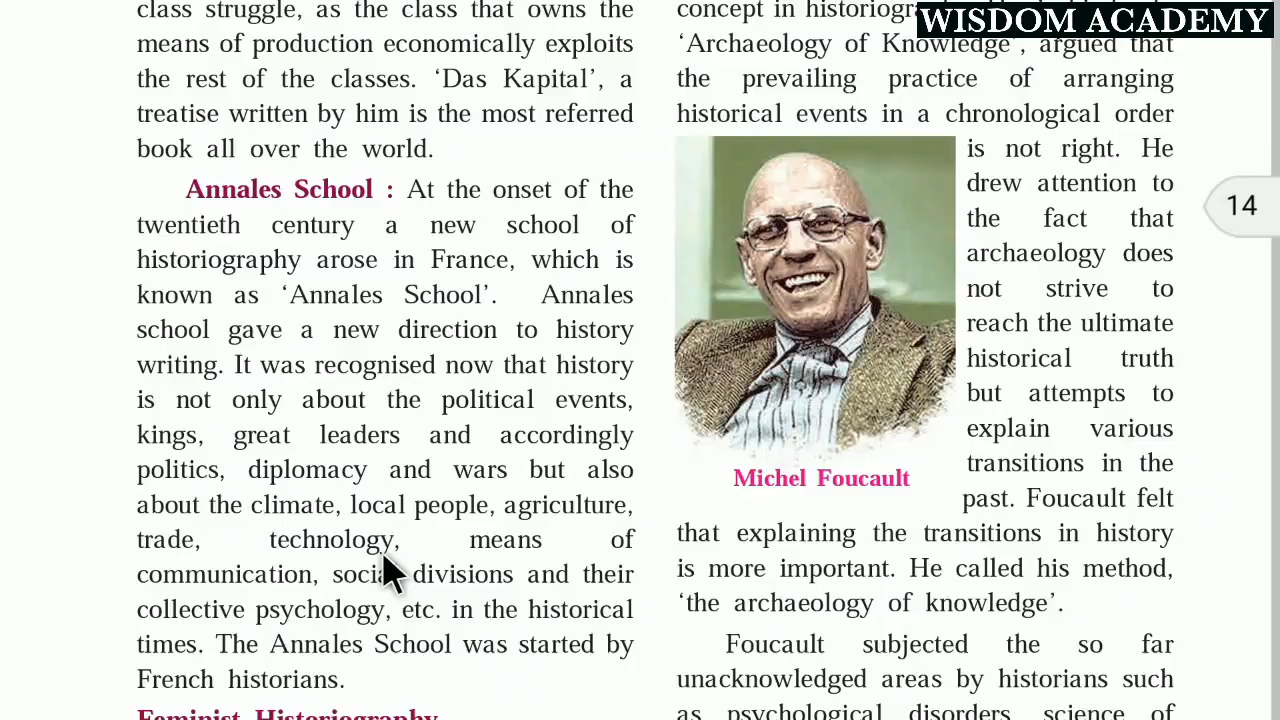 class struggle, as the class that owns the
means of production economically exploits
the rest of the classes. ‘Das Kapital’, a
treatise written by him is the most referred
book all over the world.
Annales School : At the onset of the
twentieth century a new school of
historiography arose in France, which is
known as ‘Annales School’. Annales
school gave a new direction to history
writing. It was recognised now that history
is not only about the political events,
kings, great leaders and accordingly
politics, diplomacy and wars but also
about the climate, local people, agriculture,
trade, technology, means of
communication, social divisions and their
collective psychology, etc. in the historical
times. The Annales School was started by
French historians.
Feminist Historiography
concept in
WISDOM ACADEMY
‘Archaeology of Knowledge’, argued that
the prevailing practice of arranging
historical events in a chronological order
is not right. He
drew attention to
the fact that
archaeology does
not strive to
reach the ultimate
historical truth
but attempts to
explain various
transitions in the
past. Foucault felt
Michel Foucault
that explaining the transitions in history
is more important. He called his method,
‘the archaeology of knowledge’.
Foucault subjected the so far
unacknowledged areas by historians such
as psychological disorders, science of
14